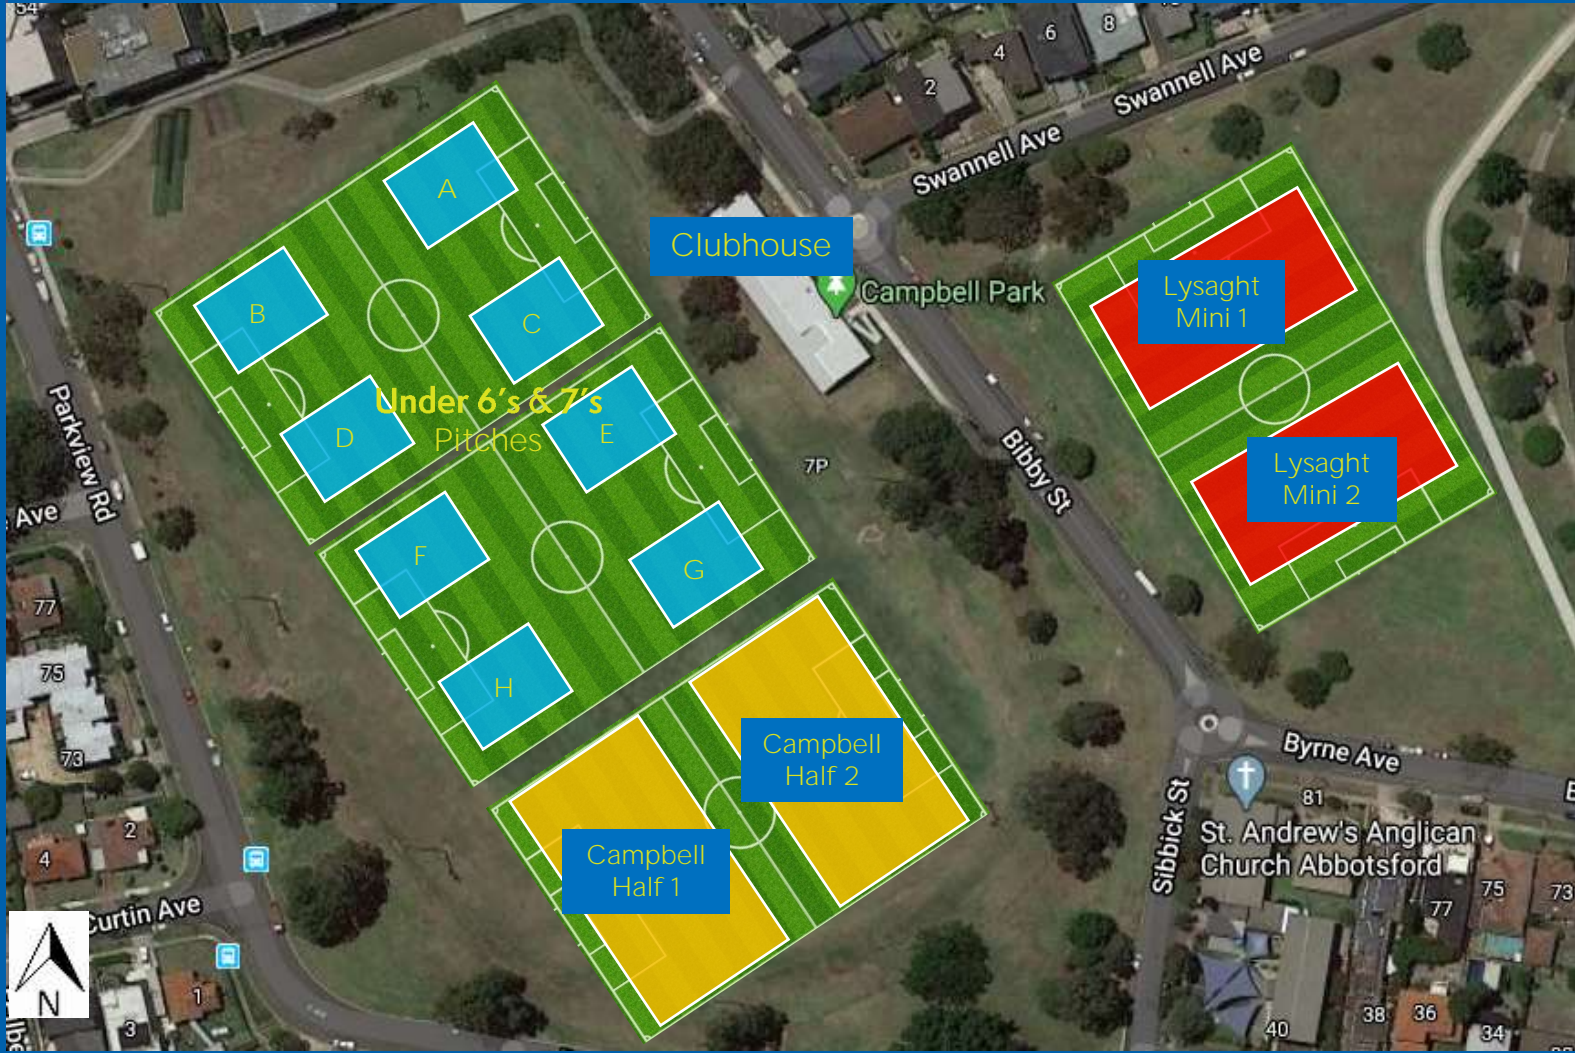 54
8
6
4
2
Swannell Ave
Swannell Ave
A
Clubhouse
Campbell Park
B
C
Lysaght
Mini 1
Under 6's & 7's
Pitches
D
E
Parkview Rd
7P
Bibby St
Lysaght
Mini 2
Ave
F
G
77
75
H
73
Campbell
Half 2
Byrne Ave
81
2
4
Campbell
Half 1
St. Andrew's Anglican
Church Abbotsford
Sibbick St
75
73
77
Curtin Ave
N
1
3
38
36
34
40